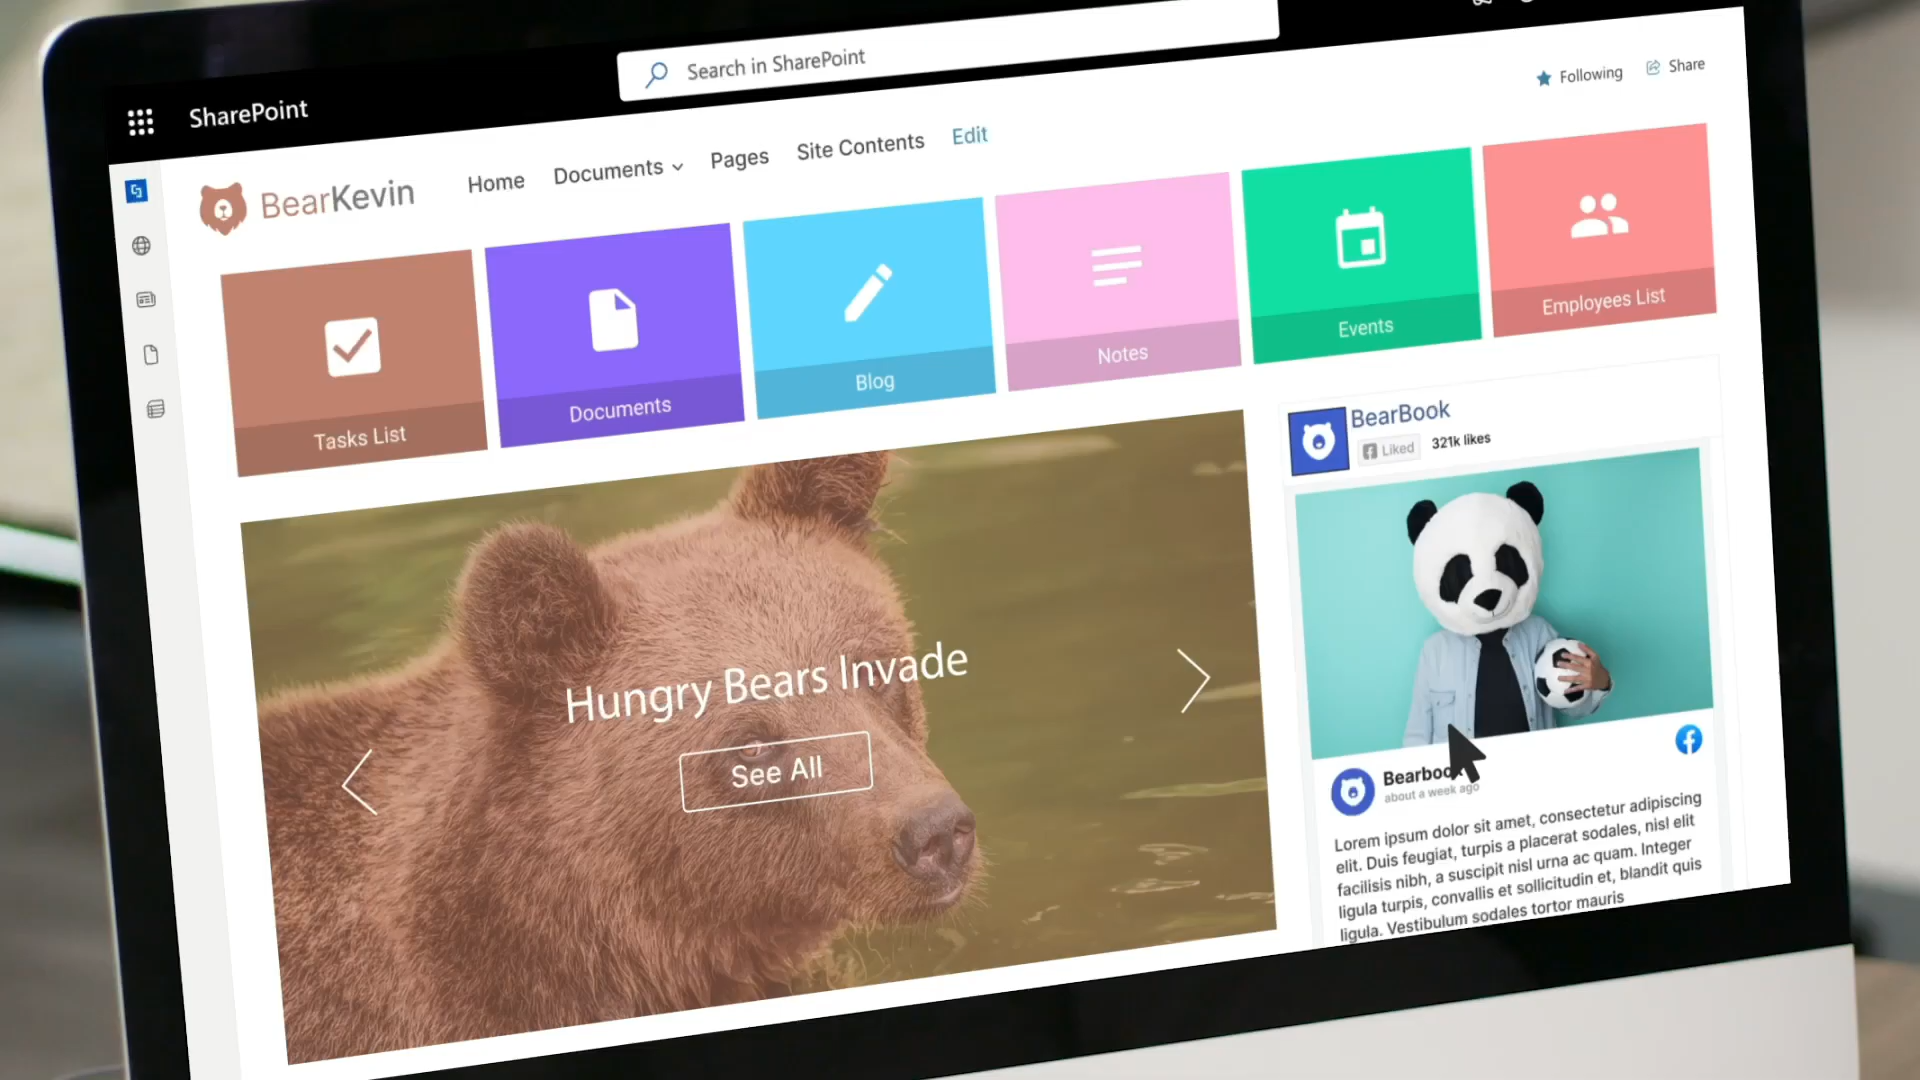 Search in SharePoint
SharePoint
Following
Share
BearKevin
Home
Documents
Pages
Site Contents
Edit
Tasks List
Documents
Blog
Notes
Events
Employees List
Hungry Bears Invade
See All
BearBook
Liked
321k likes
Bearbook
about a week ago
Lorem ipsum dolor sit amet, consectetur adipiscing
elit. Duis feugiat, turpis a placerat sodales, nisl elit
facilisis nibh, a suscipit nisl urna ac quam. Integer
ligula turpis, convallis et sollicitudin et, blandit quis
ligula. Vestibulum sodales tortor mauris